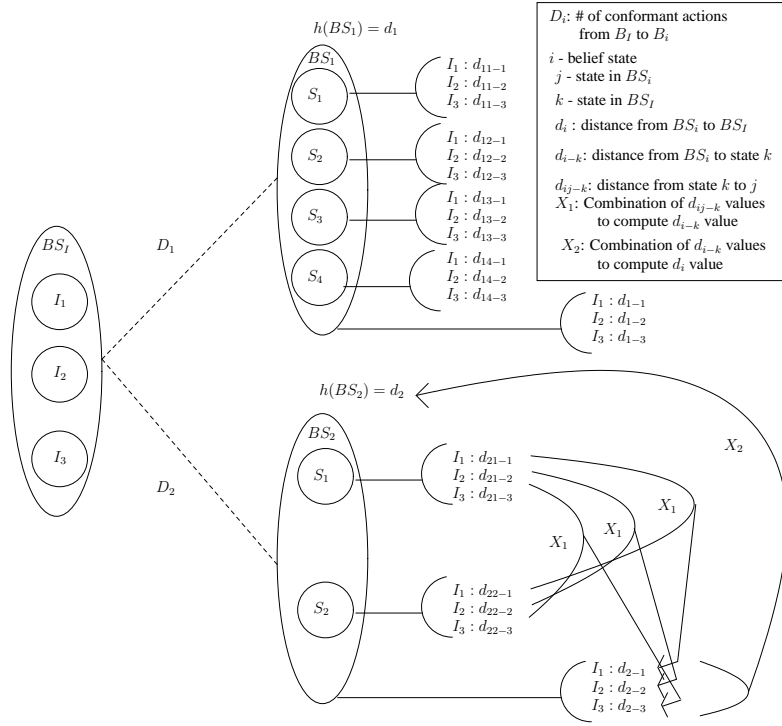 h(BS₁) = d₁
BS₁
S₁
I₁ : d₁₁₋₁
I₂ : d₁₁₋₂
I₃ : d₁₁₋₃
S₂
I₁ : d₁₂₋₁
I₂ : d₁₂₋₂
I₃ : d₁₂₋₃
S₃
I₁ : d₁₃₋₁
I₂ : d₁₃₋₂
I₃ : d₁₃₋₃
S₄
I₁ : d₁₄₋₁
I₂ : d₁₄₋₂
I₃ : d₁₄₋₃
I₁ : d₁₋₁
I₂ : d₁₋₂
I₃ : d₁₋₃
Dᵢ: # of conformant actions
from B_I to Bᵢ
i - belief state
j - state in BSᵢ
k - state in BS_I
dᵢ : distance from BSᵢ to BS_I
dᵢ₋ₖ: distance from BSᵢ to state k
dᵢⱼ₋ₖ: distance from state k to j
X₁: Combination of dᵢⱼ₋ₖ values
to compute dᵢ₋ₖ value
X₂: Combination of dᵢ₋ₖ values
to compute dᵢ value
BS_I
I₁
I₂
I₃
D₁
D₂
h(BS₂) = d₂
BS₂
S₁
I₁ : d₂₁₋₁
I₂ : d₂₁₋₂
I₃ : d₂₁₋₃
S₂
I₁ : d₂₂₋₁
I₂ : d₂₂₋₂
I₃ : d₂₂₋₃
X₁
X₁
X₁
X₂
I₁ : d₂₋₁
I₂ : d₂₋₂
I₃ : d₂₋₃